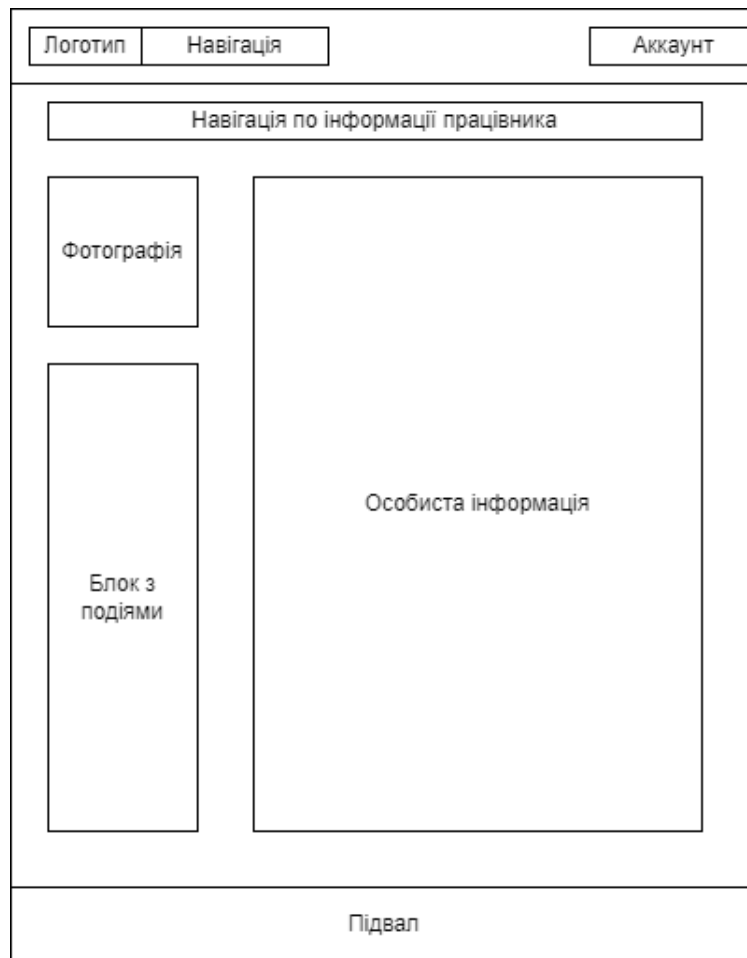 Логотип
Навігація
Аккаунт
Навігація по інформації працівника
Фотографія
Особиста інформація
Блок з
подіями
Підвал